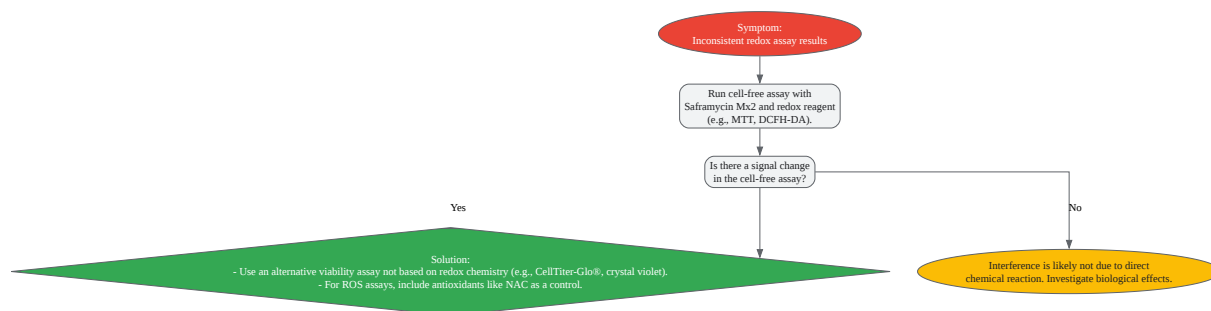 Symptom:
Inconsistent redox assay results
Run cell-free assay with
Saframycin Mx2 and redox reagent
(e.g., MTT, DCFH-DA).
Is there a signal change
in the cell-free assay?
Yes
No
Solution:
- Use an alternative viability assay not based on redox chemistry (e.g., CellTiter-Glo®, crystal violet).
- For ROS assays, include antioxidants like NAC as a control.
Interference is likely not due to direct
chemical reaction. Investigate biological effects.